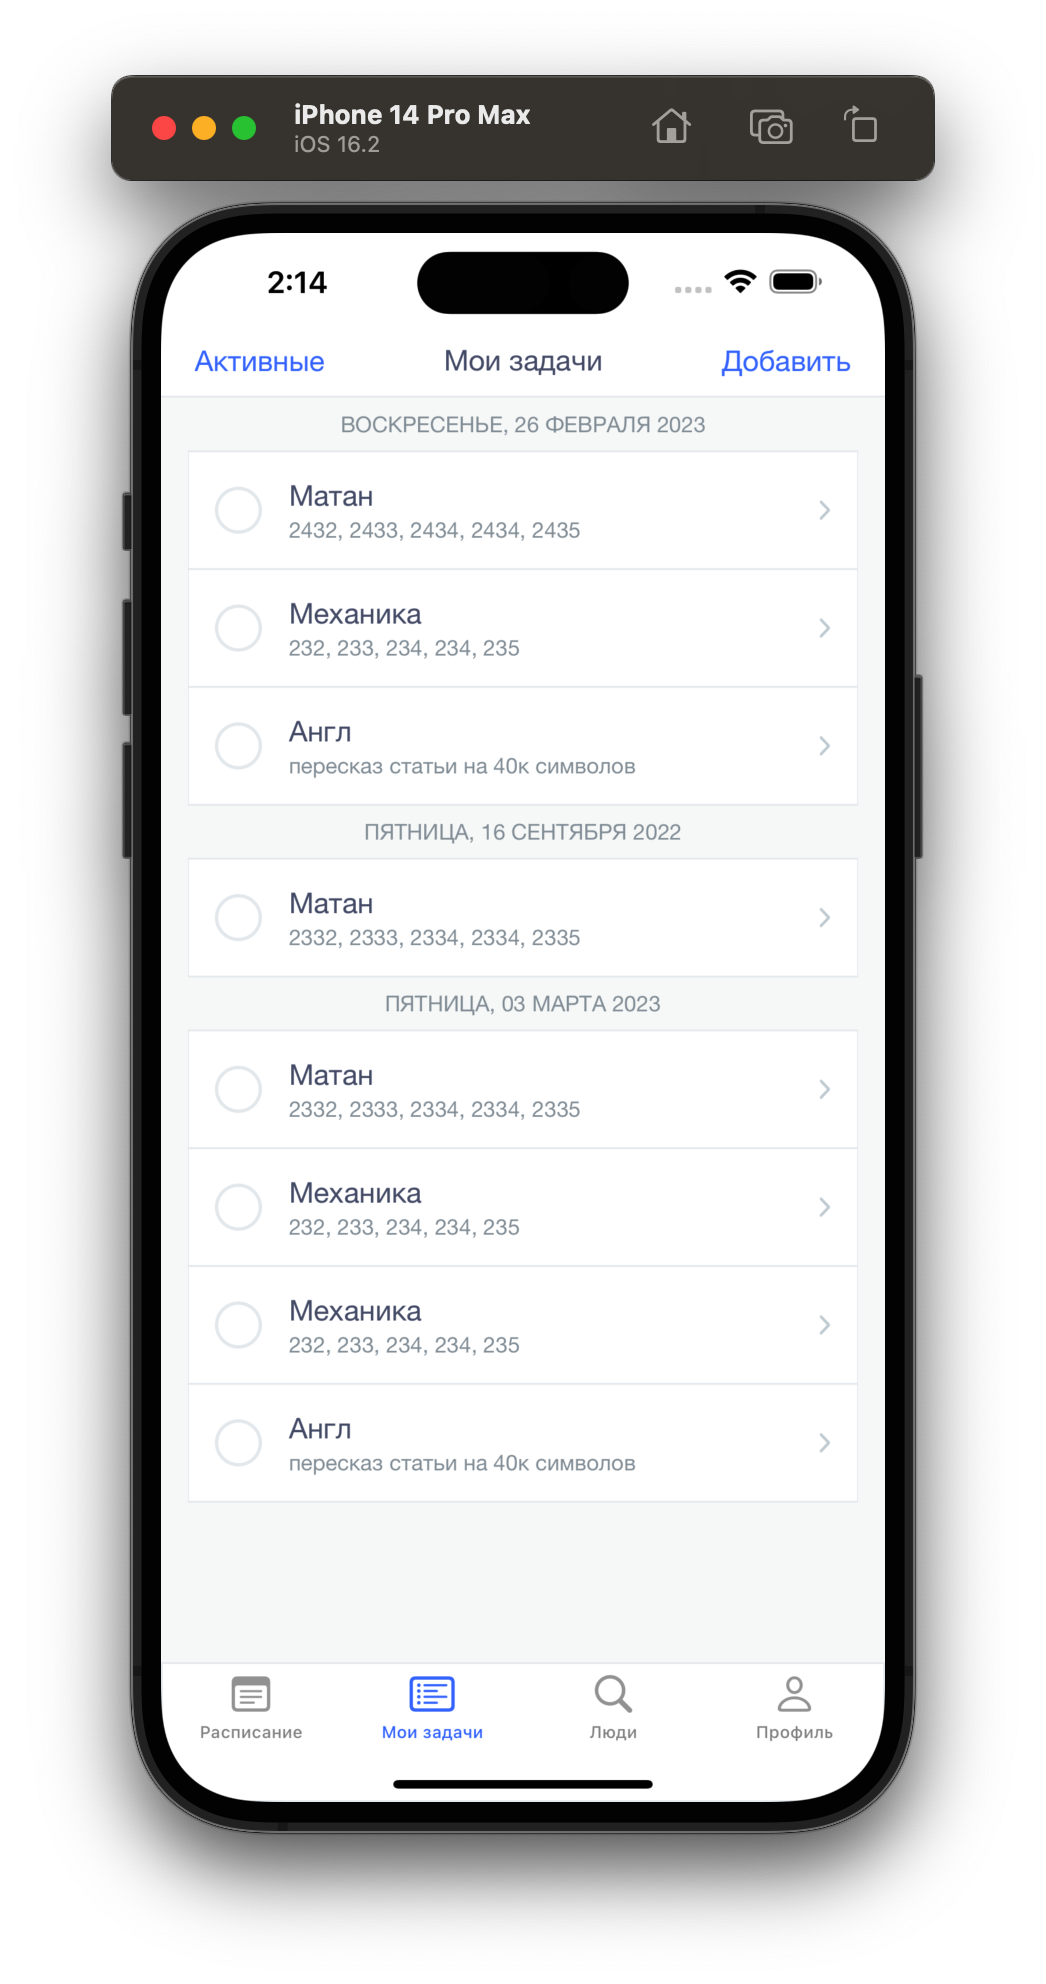 iPhone 14 Pro Max
iOS 16.2
2:14
Активные
Мои задачи
Добавить
ВОСКРЕСЕНЬЕ, 26 ФЕВРАЛЯ 2023
Матан
2432, 2433, 2434, 2434, 2435
Механика
232, 233, 234, 234, 235
Англ
пересказ статьи на 40к символов
ПЯТНИЦА, 16 СЕНТЯБРЯ 2022
Матан
2332, 2333, 2334, 2334, 2335
ПЯТНИЦА, 03 МАРТА 2023
Матан
2332, 2333, 2334, 2334, 2335
Механика
232, 233, 234, 234, 235
Механика
232, 233, 234, 234, 235
Англ
пересказ статьи на 40к символов
Расписание
Мои задачи
Люди
Профиль